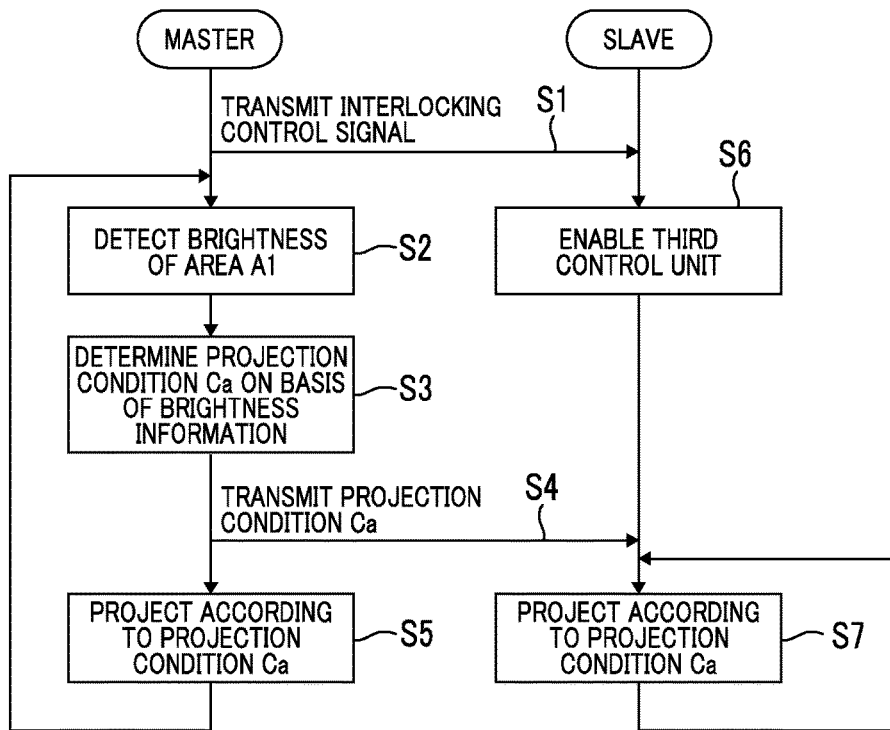 MASTER
SLAVE
TRANSMIT INTERLOCKING
CONTROL SIGNAL
S1
S6
DETECT BRIGHTNESS
OF AREA A1
S2
ENABLE THIRD
CONTROL UNIT
DETERMINE PROJECTION
CONDITION Ca ON BASIS
OF BRIGHTNESS
INFORMATION
S3
TRANSMIT PROJECTION
CONDITION Ca
S4
PROJECT ACCORDING
TO PROJECTION
CONDITION Ca
S5
PROJECT ACCORDING
TO PROJECTION
CONDITION Ca
S7